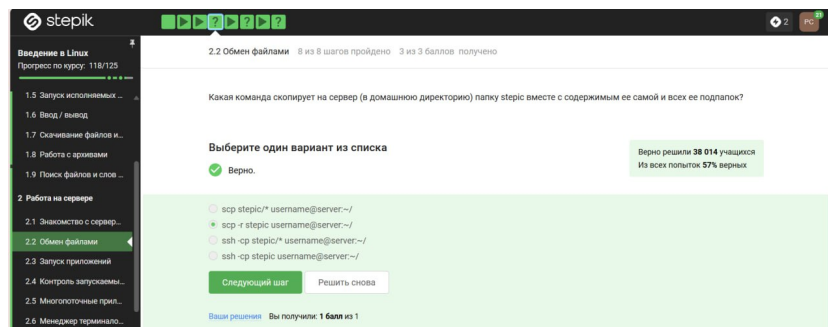 stepik
2
PC
21
Введение в Linux
Прогресс по курсу: 118/125
1.5 Запуск исполняемых ...
1.6 Ввод / вывод
1.7 Скачивание файлов и...
1.8 Работа с архивами
1.9 Поиск файлов и слов ...
2 Работа на сервере
2.1 Знакомство с сервер...
2.2 Обмен файлами
2.3 Запуск приложений
2.4 Контроль запускаемы...
2.5 Многопоточные прил...
2.6 Менеджер терминало...
2.2 Обмен файлами 8 из 8 шагов пройдено 3 из 3 баллов получено
Какая команда скопирует на сервер (в домашнюю директорию) папку stepic вместе с содержимым ее самой и всех ее подпапок?
Выберите один вариант из списка
Верно.
Верно решили 38 014 учащихся
Из всех попыток 57% верных
scp stepic/* username@server:~/
scp -r stepic username@server:~/
ssh -cp stepic/* username@server:~/
ssh -cp stepic username@server:~/
Следующий шаг
Решить снова
Ваши решения Вы получили: 1 балл из 1